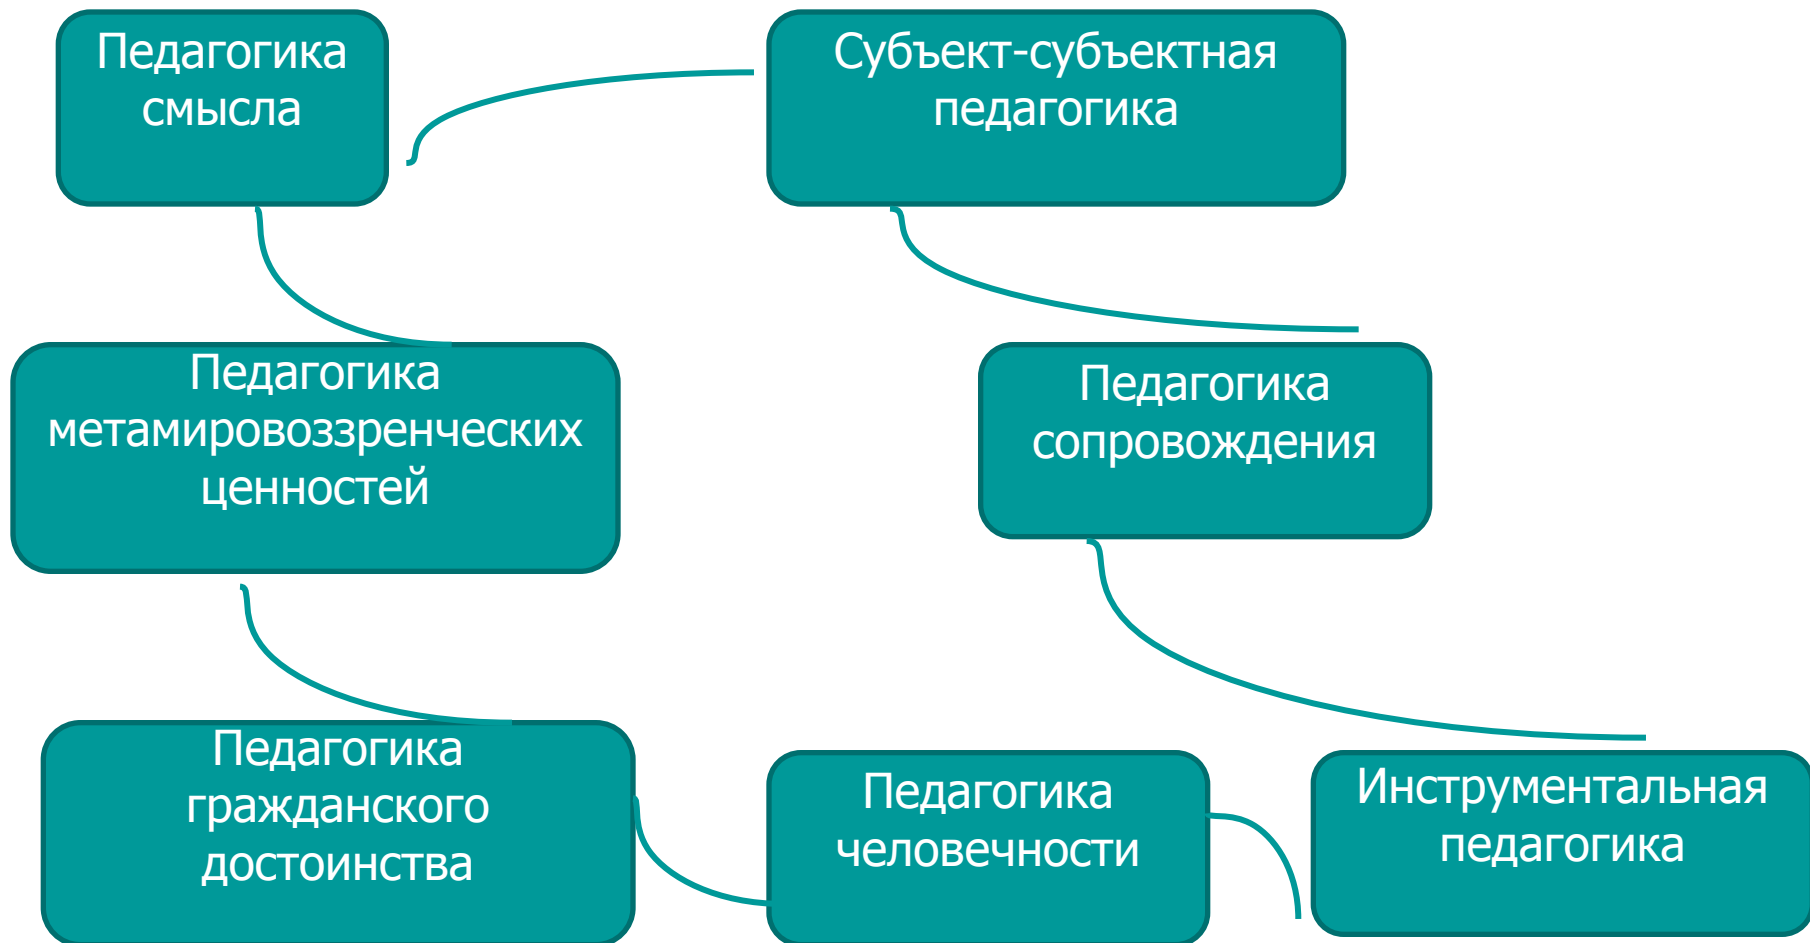 Педагогика
смысла
Субъект-субъектная
педагогика
Педагогика
метамировоззренческих
ценностей
Педагогика
сопровождения
Педагогика
гражданского
достоинства
Педагогика
человечности
Инструментальная
педагогика